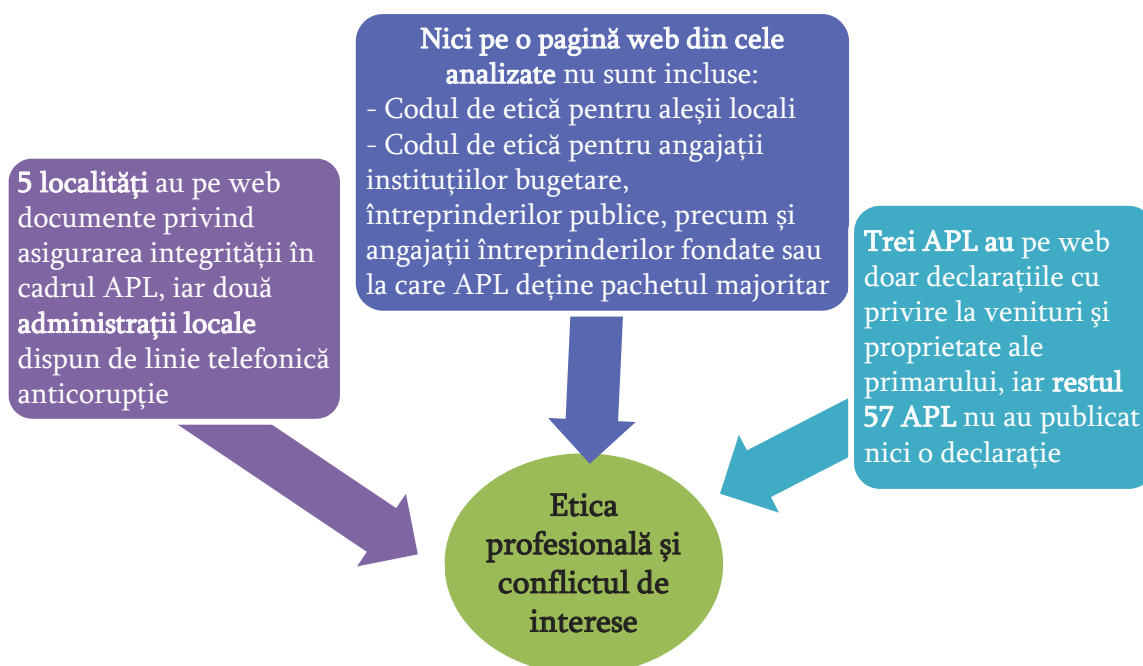 Nici pe o pagină web din cele
analizate nu sunt incluse:
- Codul de etică pentru aleșii locali
- Codul de etică pentru angajații
instituțiilor bugetare,
întreprinderilor publice, precum și
angajații întreprinderilor fondate sau
la care APL deține pachetul majoritar
5 localităţi au pe web
documente privind
asigurarea integrității în
cadrul APL, iar două
administraţii locale
dispun de linie telefonică
anticorupție
Trei APL au pe web
doar declarațiile cu
privire la venituri şi
proprietate ale
primarului, iar restul
57 APL nu au publicat
nici o declarație
Etica
profesională și
conflictul de
interese